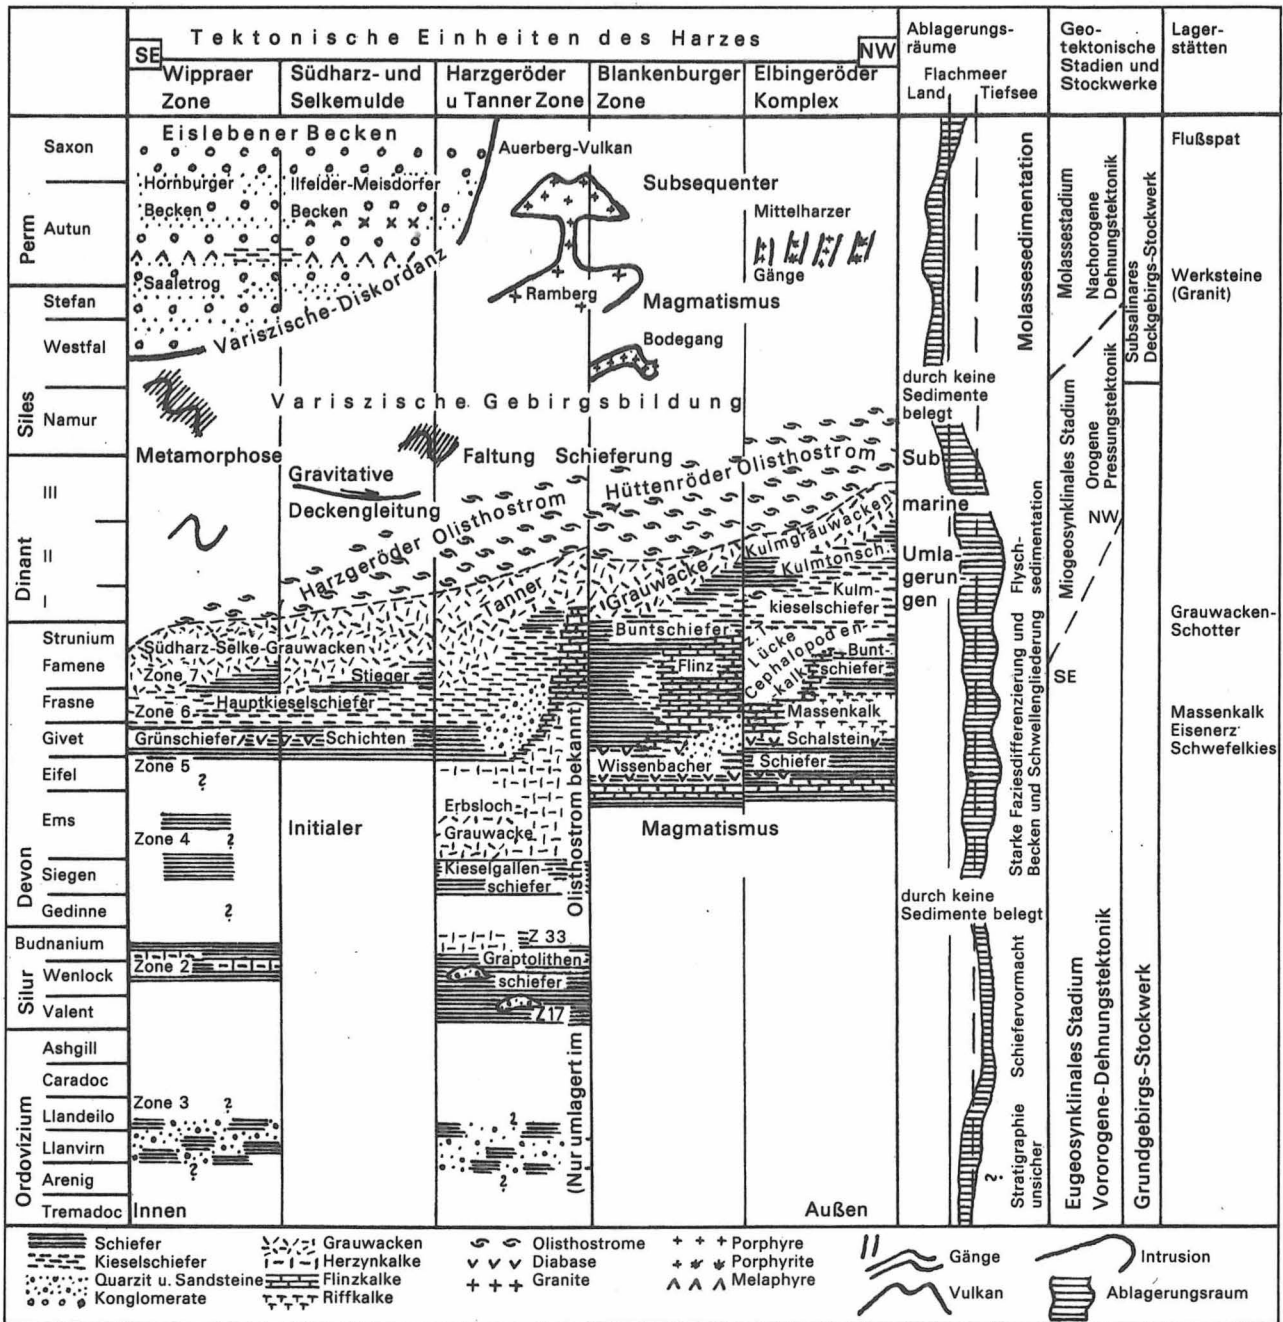 Tektonische Einheiten des Harzes
SE
NW
Wippraer
Zone
Südharz- und
Selkemulde
Harzgeröder
u Tanner Zone
Blankenburger
Zone
Elbingeröder
Komplex
Ablagerungs-
räume
Flachmeer
Land
Tiefsee
Geo-
tektonische
Stadien und
Stockwerke
Lager-
stätten
Perm
Saxon
Autun
Siles
Stefan
Westfal
Namur
Dinant
III
II
I
Devon
Strunium
Famene
Frasne
Givet
Eifel
Ems
Siegen
Gedinne
Silur
Budnanium
Wenlock
Valent
Ordovizium
Ashgill
Caradoc
Llandeilo
Llanvirn
Arenig
Tremadoc
Eislebener Becken
Hornburger
Becken
Ilfelder-Meisdorfer
Becken
Saaletrog
Variszische-Diskordanz
Auerberg-Vulkan
Ramberg
Subsequenter
Magmatismus
Mittelharzer
Gänge
Bodegang
Variszische Gebirgsbildung
Metamorphose
Faltung
Schieferung
Gravitative
Deckengleitung
Harzgeröder Olisthostrom
Hüttenröder Olisthostrom
Südharz-Selke-Grauwacken
Zone 7
Stieger
Hauptkieselschiefer
Zone 6
Grünschiefer
Schichten
Zone 5
?
Zone 4
?
?
Zone 2
Zone 3
?
?
Innen
Initialer
Magmatismus
Tanner
Grauwacke
Erbsloch-
Grauwacke
Kieselgallen-
schiefer
Z 33
Graptolithen
schiefer
Z 17
?
?
(Nur umlagert im Olisthostrom bekannt)
Buntschiefer
Flinz
Wissenbacher
Schiefer
Kulmgrauwacken
Kulmtonsch.
Kulm-
kieselschiefer
z. T.
Lücke
Cephalopoden-
kalk
Bunt-
schiefer
Massenkalk
Schalstein
Außen
durch keine
Sedimente
belegt
Sub
marine
Umla-
gerun-
gen
durch keine
Sedimente belegt
?
Molassesedimentation
Flysch-
sedimentation
Starke Faziesdifferenzierung und
Becken und Schwellengliederung
Schiefervormacht
Stratigraphie
unsicher
Molassestadium
Nachorogene
Dehnungstektonik
Miogeosynklinales Stadium
Orogene
Pressungstektonik
NW
SE
Eugeosynklinales Stadium
Vororogene-Dehnungstektonik
Subsalinares
Deckgebirgs-Stockwerk
Grundgebirgs-Stockwerk
Flußspat
Werksteine
(Granit)
Grauwacken-
Schotter
Massenkalk
Eisenerz
Schwefelkies
Schiefer
Kieselschiefer
Quarzit u. Sandsteine
Konglomerate
Grauwacken
Herzynkalke
Flinzkalke
Riffkalke
Olisthostrome
Diabase
Granite
Porphyre
Porphyrite
Melaphyre
Gänge
Vulkan
Intrusion
Ablagerungsraum